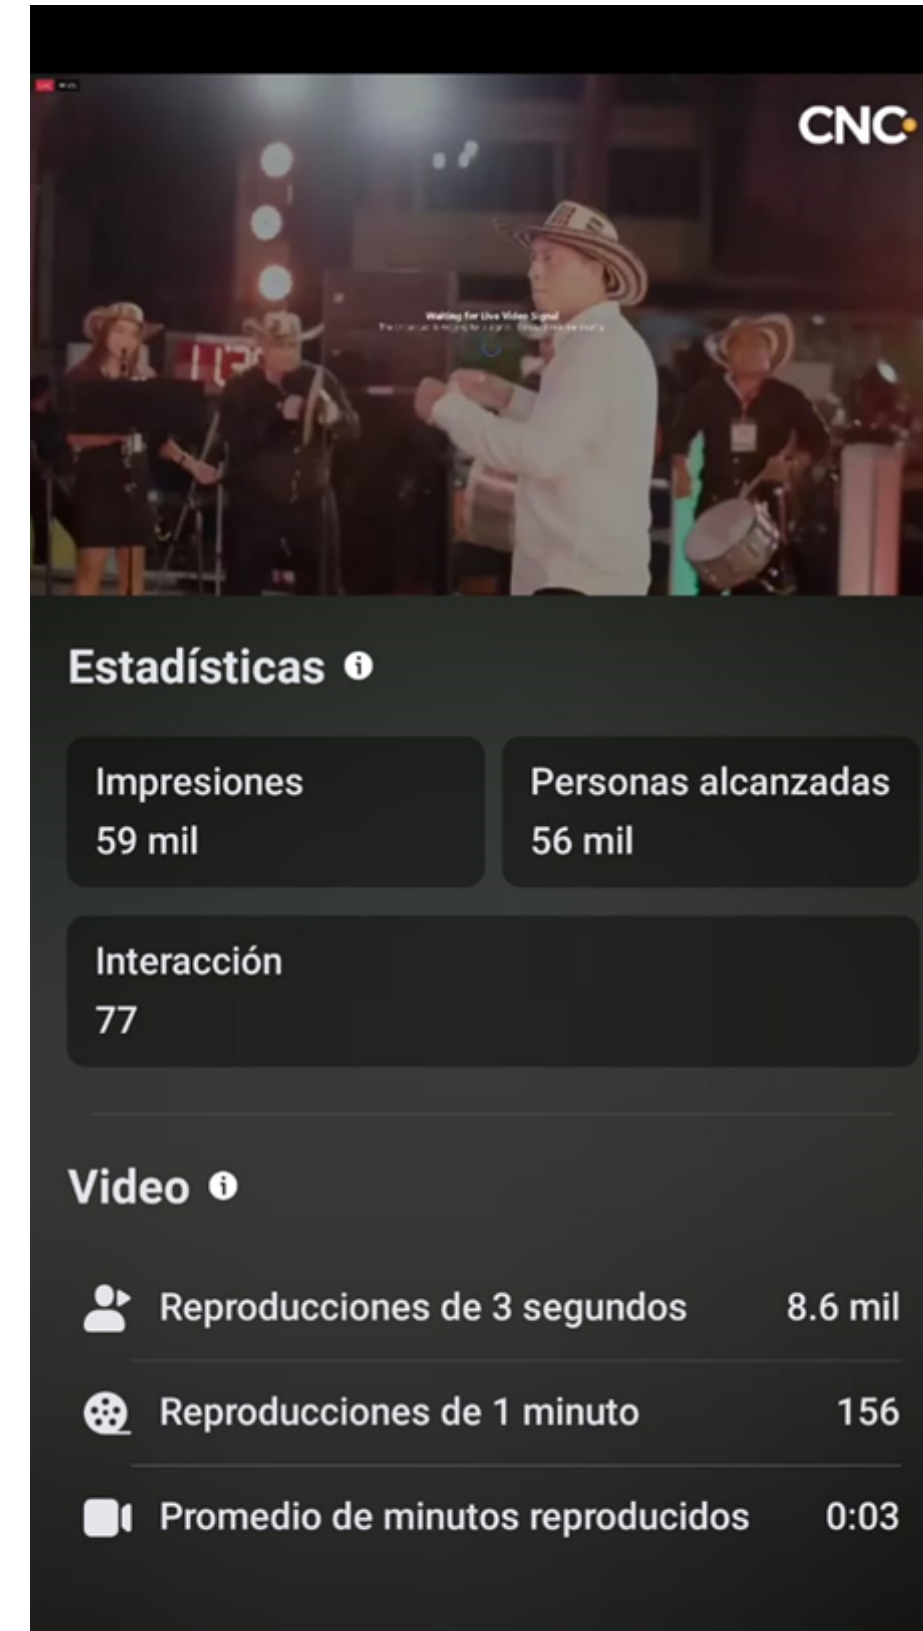 LIVE
CNC
Waiting for Live Video Signal
Estadísticas
Impresiones
59 mil
Personas alcanzadas
56 mil
Interacción
77
Video
Reproducciones de 3 segundos 8.6 mil
Reproducciones de 1 minuto 156
Promedio de minutos reproducidos 0:03